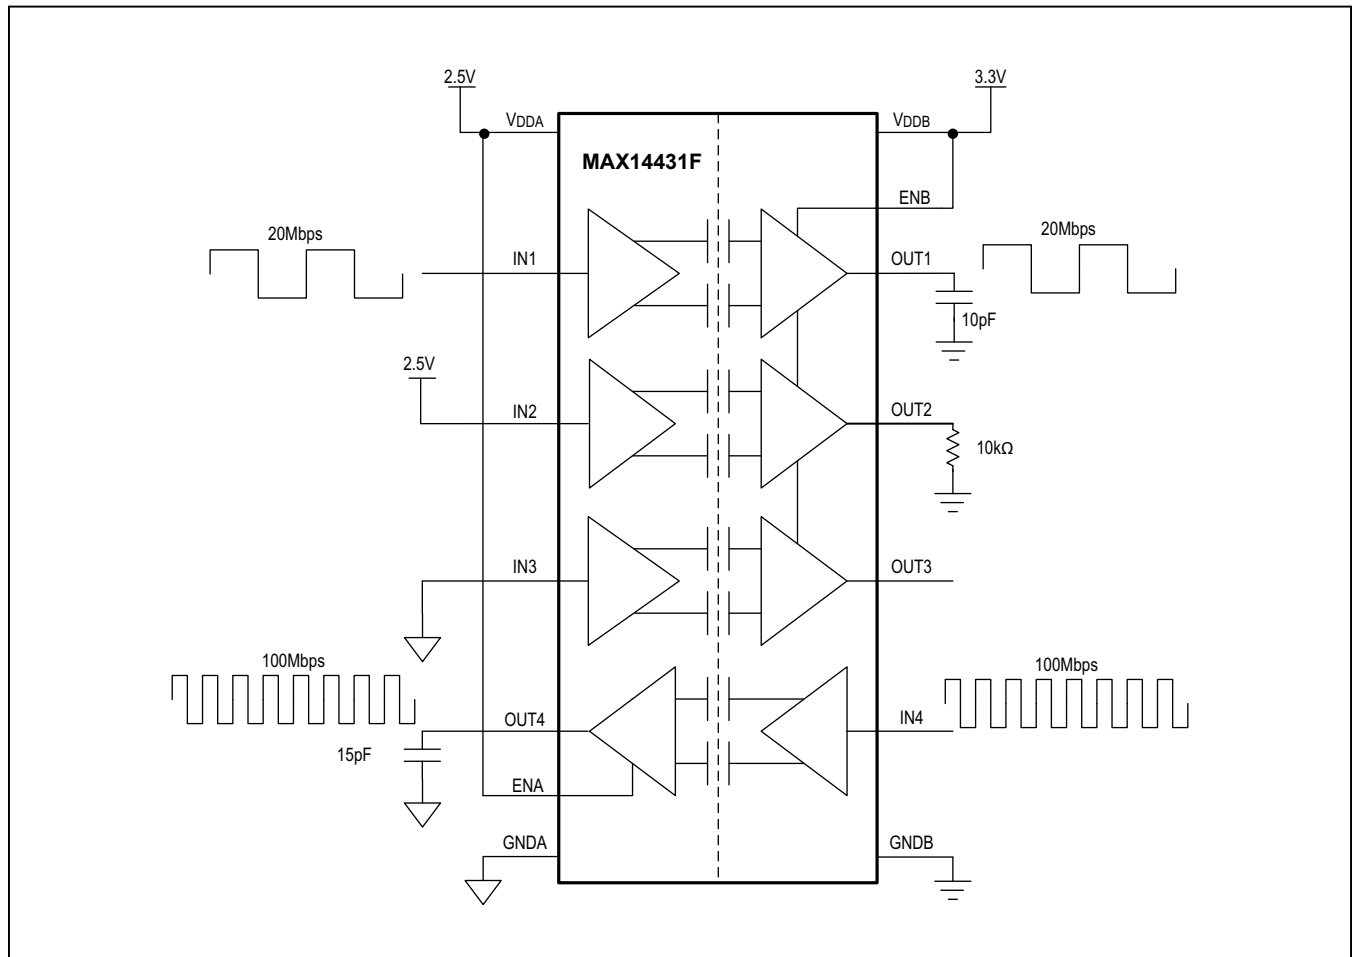 2.5V
3.3V
VDDA
VDDB
MAX14431F
ENB
20Mbps
20Mbps
IN1
OUT1
10pF
2.5V
IN2
OUT2
10kΩ
IN3
OUT3
100Mbps
100Mbps
OUT4
IN4
15pF
ENA
GNDA
GNDB